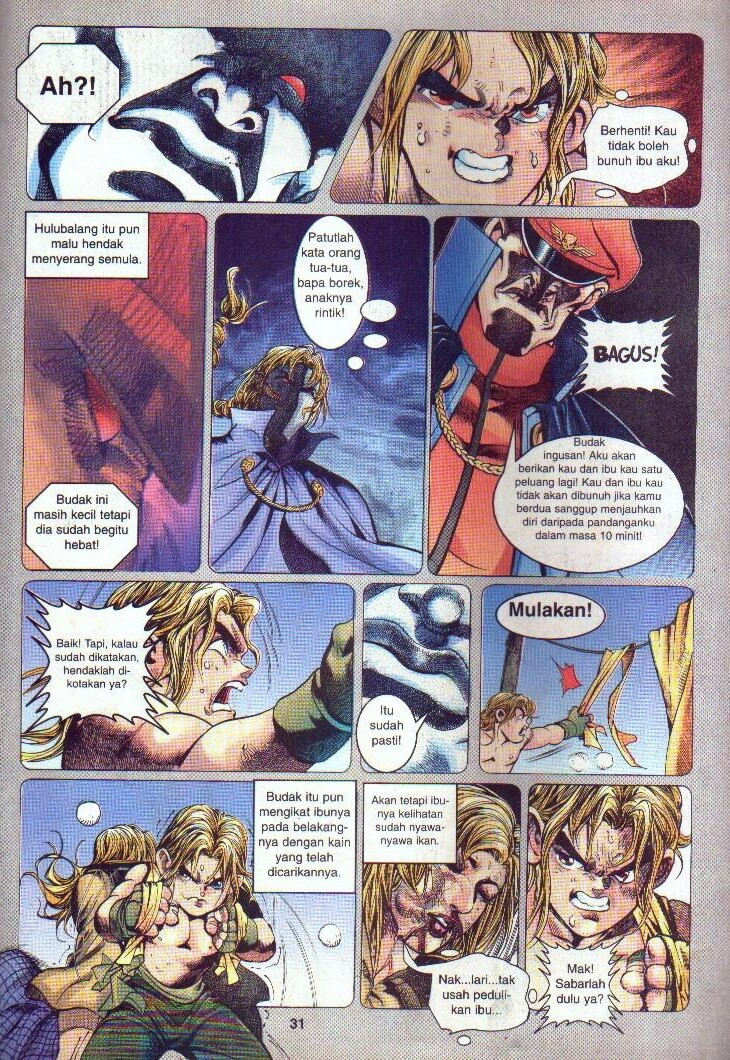 Ah?!
Berhenti! Kau
tidak boleh
bunuh ibu aku!
Hulubalang itu pun
malu hendak
menyerang semula.
Budak ini
masih kecil tetapi
dia sudah begitu
hebat!
Patutlah
kata orang
tua-tua,
bapa borek,
anaknya
rintik!
BAGUS!
Budak
ingusan! Aku akan
berikan kau dan ibu kau satu
peluang lagi! Kau dan ibu kau
tidak akan dibunuh jika kamu
berdua sanggup menjauhkan
diri daripada pandanganku
dalam masa 10 minit!
Baik! Tapi, kalau
sudah dikatakan,
hendaklah di-
kotakan ya?
Itu
sudah
pasti!
Mulakan!
Budak itu pun
mengikat ibunya
pada belakang-
nya dengan kain
yang telah
dicarikannya.
Akan tetapi ibu-
nya kelihatan
sudah nyawa-
nyawa ikan.
Nak...lari...tak
usah peduli-
kan ibu...
Mak!
Sabarlah
dulu ya?
31